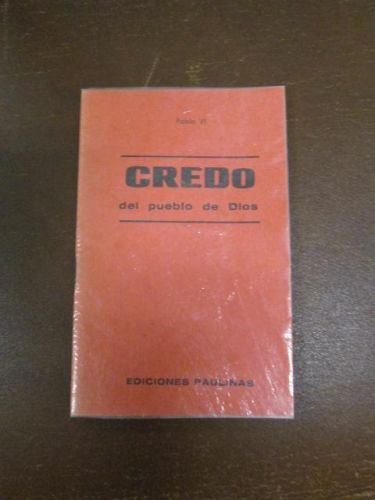 Pablo VI
CREDO
del pueblo de Dios
EDICIONES PAULINAS